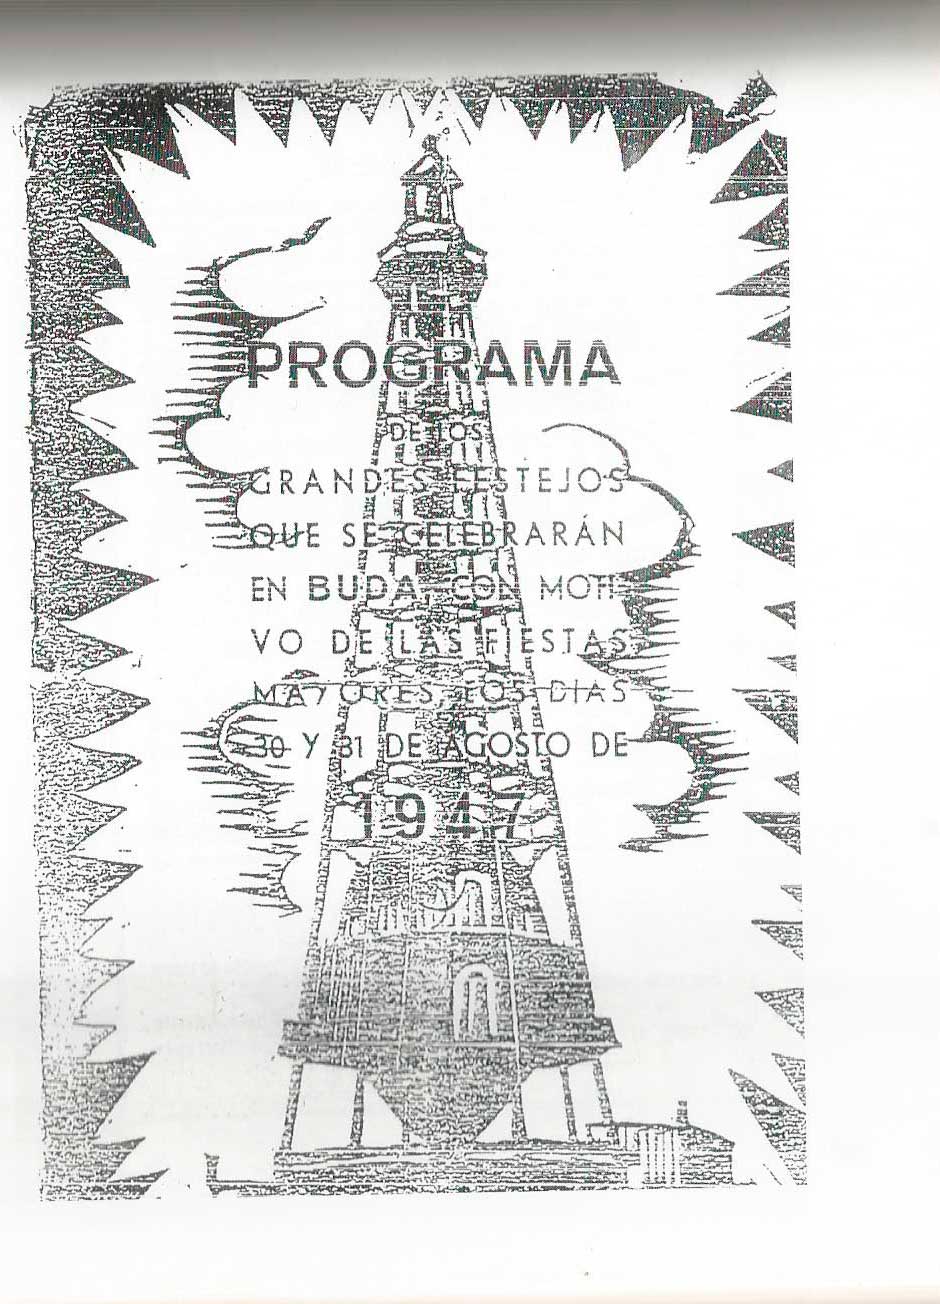 PROGRAMA
DE LOS
GRANDES FESTEJOS
QUE SE CELEBRARÁN
EN BUDA, CON MOTI-
VO DE LAS FIESTAS
MAYORES, LOS DÍAS
30 Y 31 DE AGOSTO DE
1947